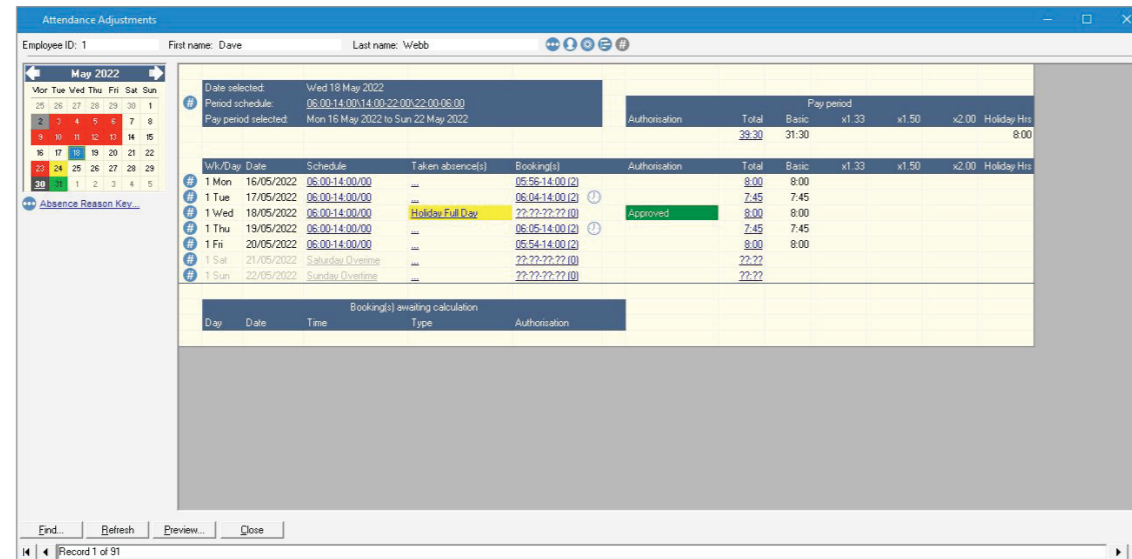 Attendance Adjustments
Employee ID: 1 First name: Dave Last name: Webb
May 2022
Mor Tue Wed Thu Fri Sat Sun
25 26 27 28 29 30 1
2 3 4 5 6 7 8
9 10 11 12 13 14 15
16 17 18 19 20 21 22
23 24 25 26 27 28 29
30 31 1 2 3 4 5
Absence Reason Key...
Date selected: Wed 18 May 2022
Period schedule: 06:00-14:00\14:00-22:00\22:00-06:00 Pay period
Pay period selected: Mon 16 May 2022 to Sun 22 May 2022 Authorisation Total Basic x1.33 x1.50 x2.00 Holiday Hrs
39:30 31:30 8:00
Wk/Day Date Schedule Taken absence(s) Booking(s) Authorisation Total Basic x1.33 x1.50 x2.00 Holiday Hrs
1 Mon 16/05/2022 06:00-14:00/00 ... 05:56-14:00 (2) 8:00 8:00
1 Tue 17/05/2022 06:00-14:00/00 ... 06:04-14:00 (2) 7:45 7:45
1 Wed 18/05/2022 06:00-14:00/00 Holiday Full Day ??:??-??:?? (0) Approved 8:00 8:00
1 Thu 19/05/2022 06:00-14:00/00 ... 06:05-14:00 (2) 7:45 7:45
1 Fri 20/05/2022 06:00-14:00/00 ... 05:54-14:00 (2) 8:00 8:00
1 Sat 21/05/2022 Saturday Overtime ... ??:??-??:?? (0) ??:??
1 Sun 22/05/2022 Sunday Overtime ... ??:??-??:?? (0) ??:??
Booking(s) awaiting calculation
Day Date Time Type Authorisation
Find... Refresh Preview... Close
Record 1 of 91